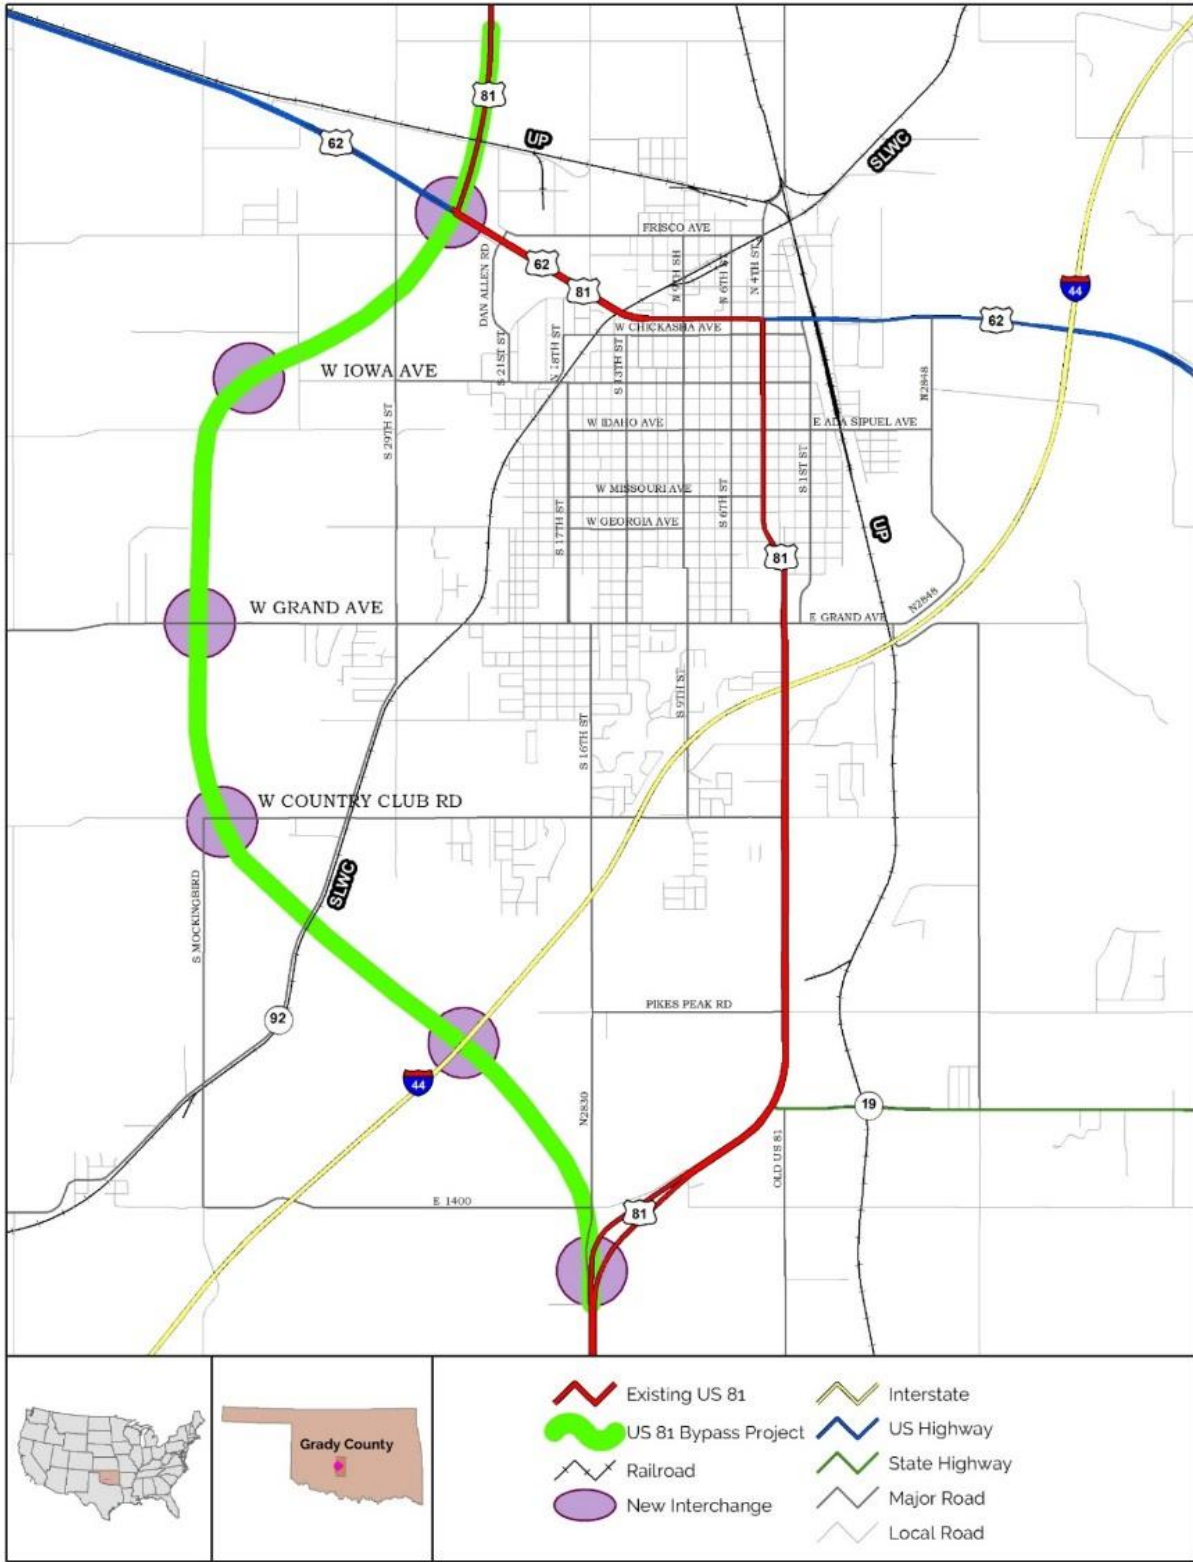 81
62
UP
SLWC
FRISCO AVE
DAN ALLEN RD
62
81
N 9TH SH
N 6TH ST
N 4TH ST
44
62
W CHICKASHA AVE
N 18TH ST
S 21ST ST
S 13TH ST
N2848
W IOWA AVE
S 29TH ST
W IDAHO AVE
E ADA SIPUEL AVE
W MISSOURI AVE
S 6TH ST
S 1ST ST
W GEORGIA AVE
S 17TH ST
81
UP
W GRAND AVE
E GRAND AVE
N2848
S 9TH ST
S 16TH ST
W COUNTRY CLUB RD
SLWC
S MOCKINGBIRD
PIKES PEAK RD
92
44
N2830
19
OLD US 81
E 1400
81
Grady County
Existing US 81
US 81 Bypass Project
Railroad
New Interchange
Interstate
US Highway
State Highway
Major Road
Local Road